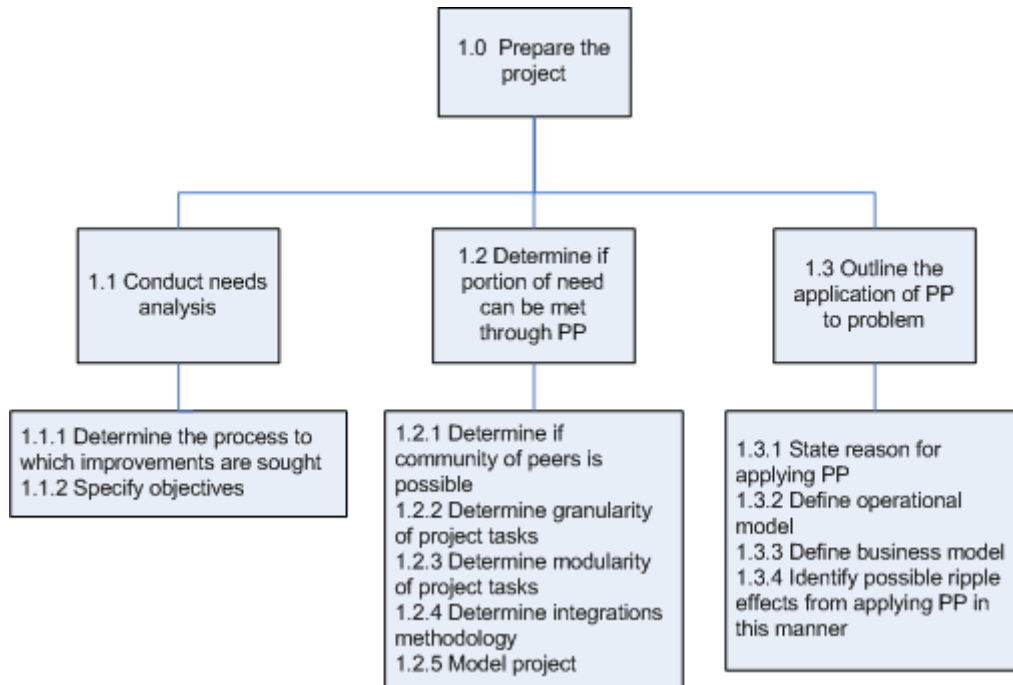 1.0  Prepare the
project
1.1 Conduct needs
analysis
1.2 Determine if
portion of need
can be met
through PP
1.3 Outline the
application of PP
to problem
1.1.1 Determine the process to
which improvements are sought
1.1.2 Specify objectives
1.2.1 Determine if
community of peers is
possible
1.2.2 Determine granularity
of project tasks
1.2.3 Determine modularity
of project tasks
1.2.4 Determine integrations
methodology
1.2.5 Model project
1.3.1 State reason for
applying PP
1.3.2 Define operational
model
1.3.3 Define business model
1.3.4 Identify possible ripple
effects from applying PP in
this manner